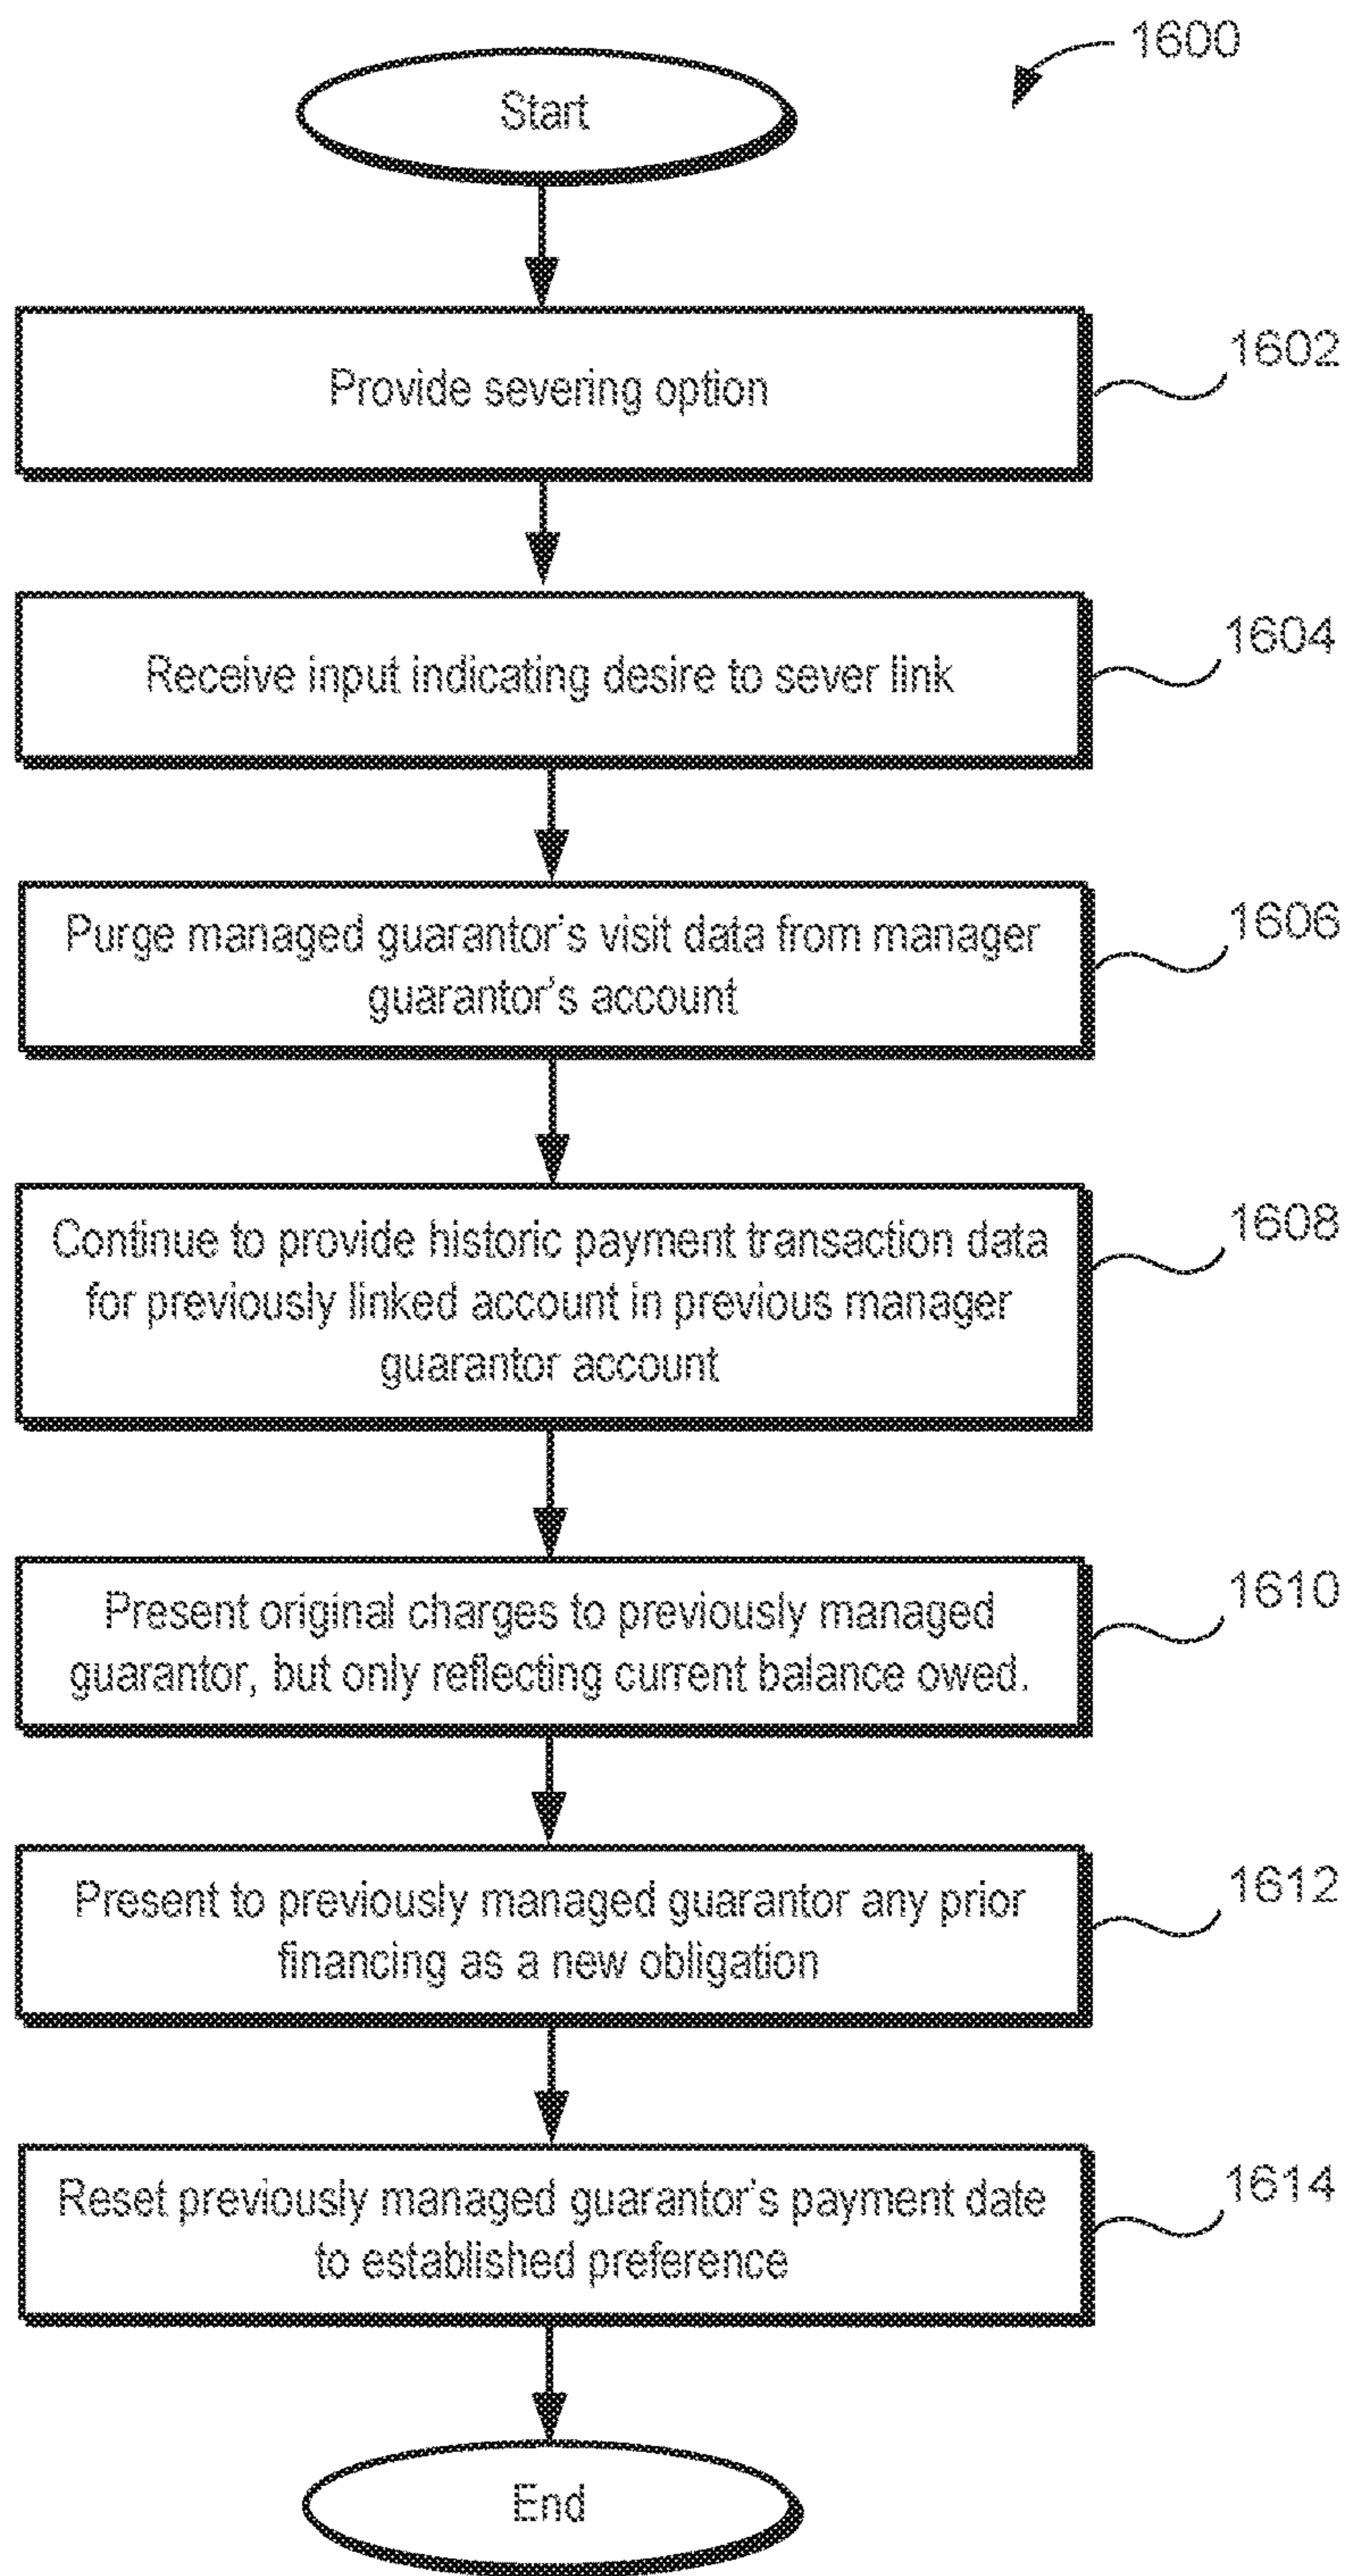 1600
Start
Provide severing option
1602
Receive input indicating desire to sever link
1604
Purge managed guarantor's visit data from manager
guarantor's account
1606
Continue to provide historic payment transaction data
for previously linked account in previous manager
guarantor account
1608
Present original charges to previously managed
guarantor, but only reflecting current balance owed.
1610
Present to previously managed guarantor any prior
financing as a new obligation
1612
Reset previously managed guarantor's payment date
to established preference
1614
End